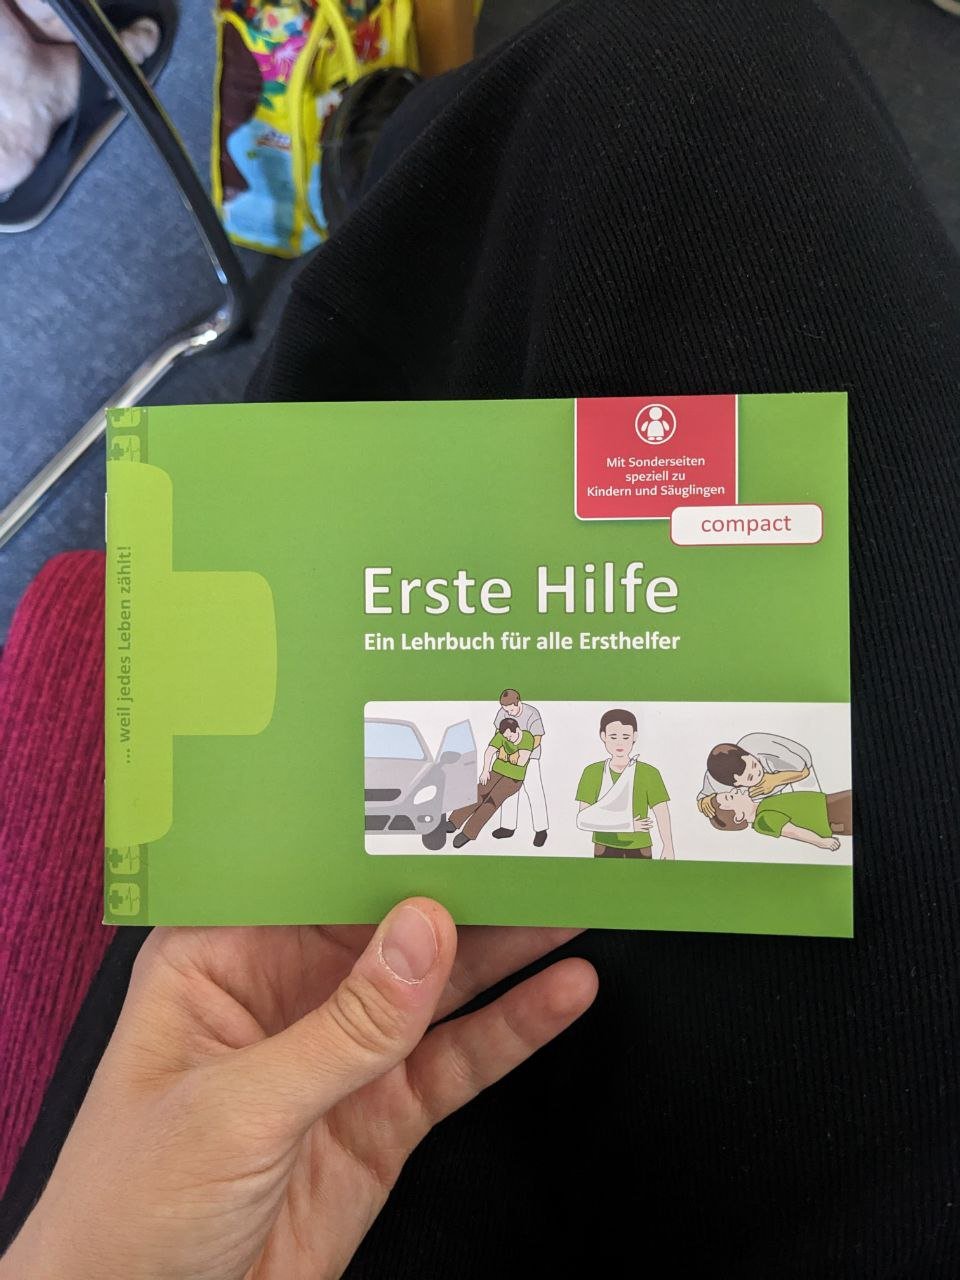 Mit Sonderseiten
speziell zu
Kindern und Säuglingen
compact
Erste Hilfe
Ein Lehrbuch für alle Ersthelfer
... weil jedes Leben zählt!